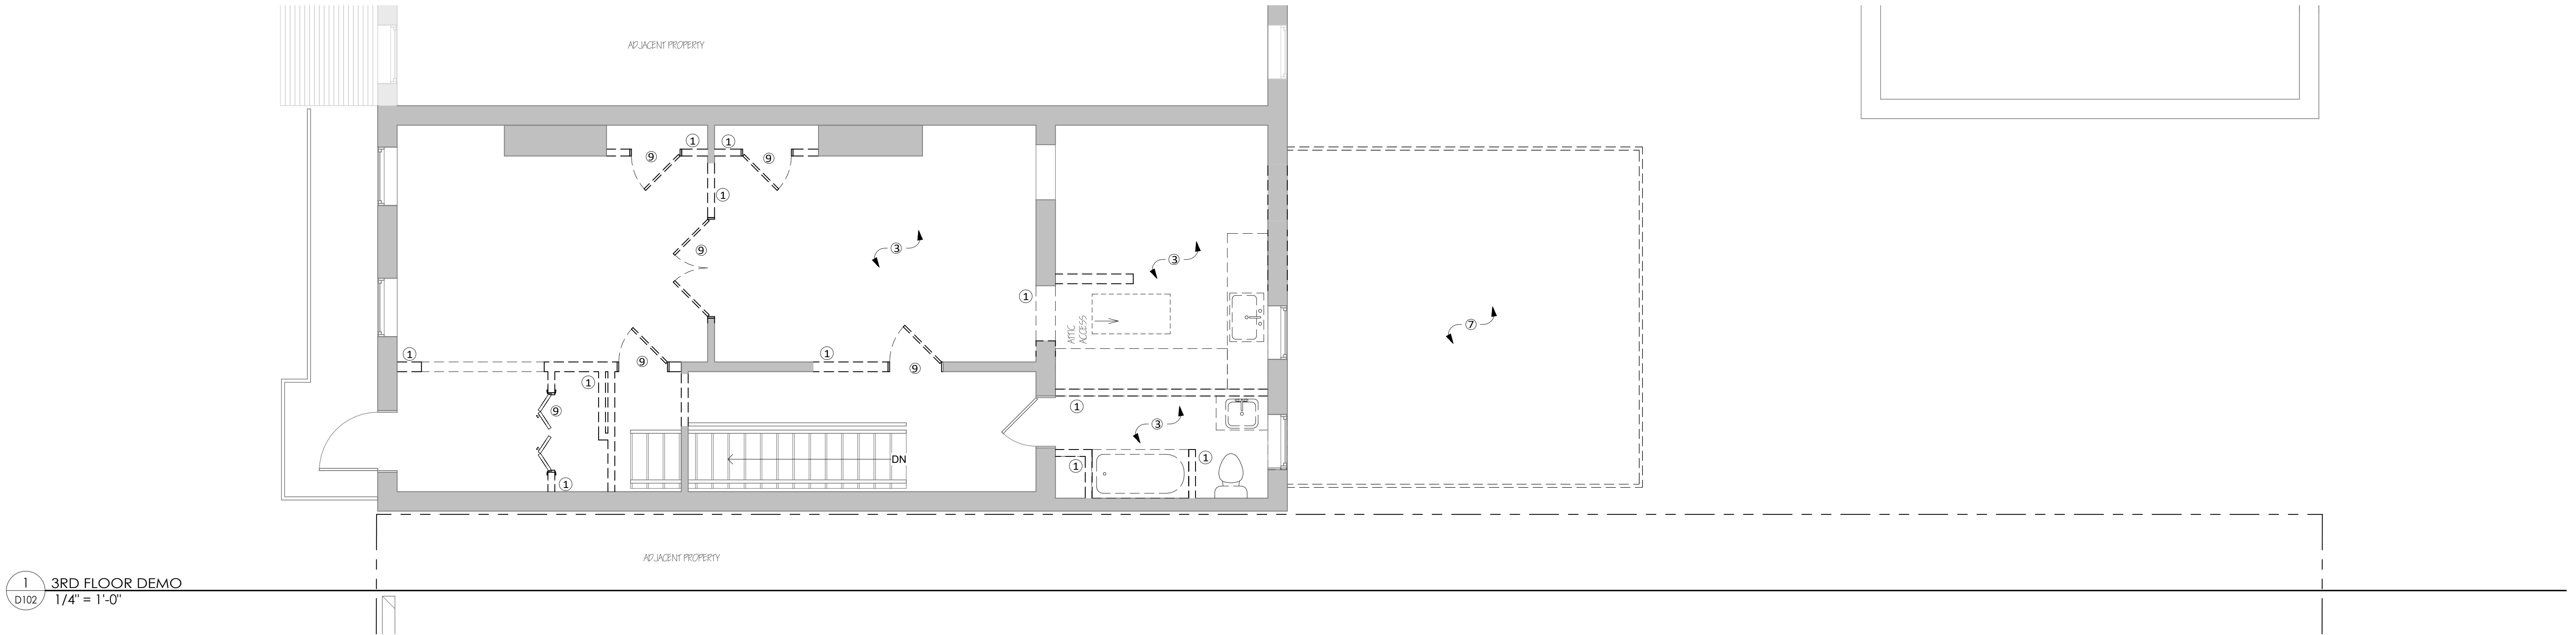 ADJACENT PROPERTY
1
1
9
9
1
9
3
3
1
7
ATTIC
ACCESS
1
1
9
9
1
9
1
3
DN
1
1
1
ADJACENT PROPERTY
1
3RD FLOOR DEMO
D102
1/4" = 1'-0"